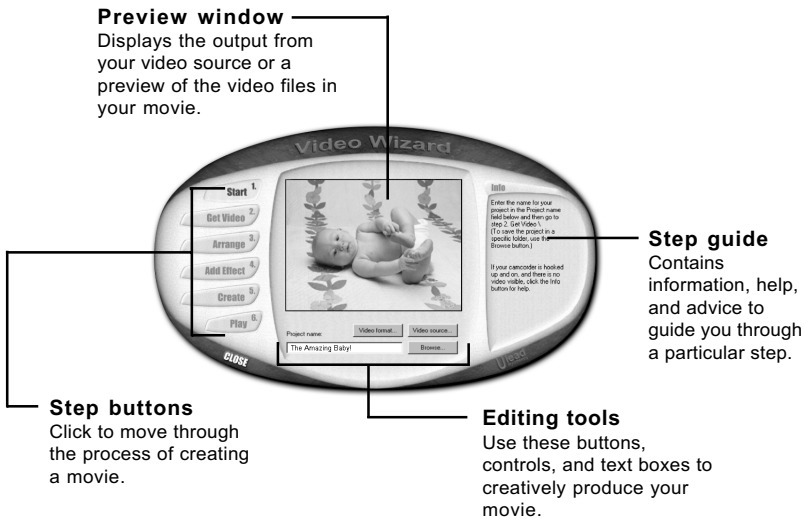 Preview window
Displays the output from
your video source or a
preview of the video files in
your movie.
Video Wizard
Start 1.
Get Video 2.
Arrange 3.
Add Effect 4.
Create 5.
Play 6.
CLOSE
Project name:
Video format...
Video source...
The Amazing Baby!
Browse...
Info
Enter the name for your
project in the Project name
field below and then go to
step 2. Get Video \.
(To save the project in a
specific folder, use the
Browse button.)
If your camcorder is hooked
up and on, and there is no
video visible, click the Info
button for help.
Ulead
Step guide
Contains
information, help,
and advice to
guide you through
a particular step.
Step buttons
Click to move through
the process of creating
a movie.
Editing tools
Use these buttons,
controls, and text boxes to
creatively produce your
movie.